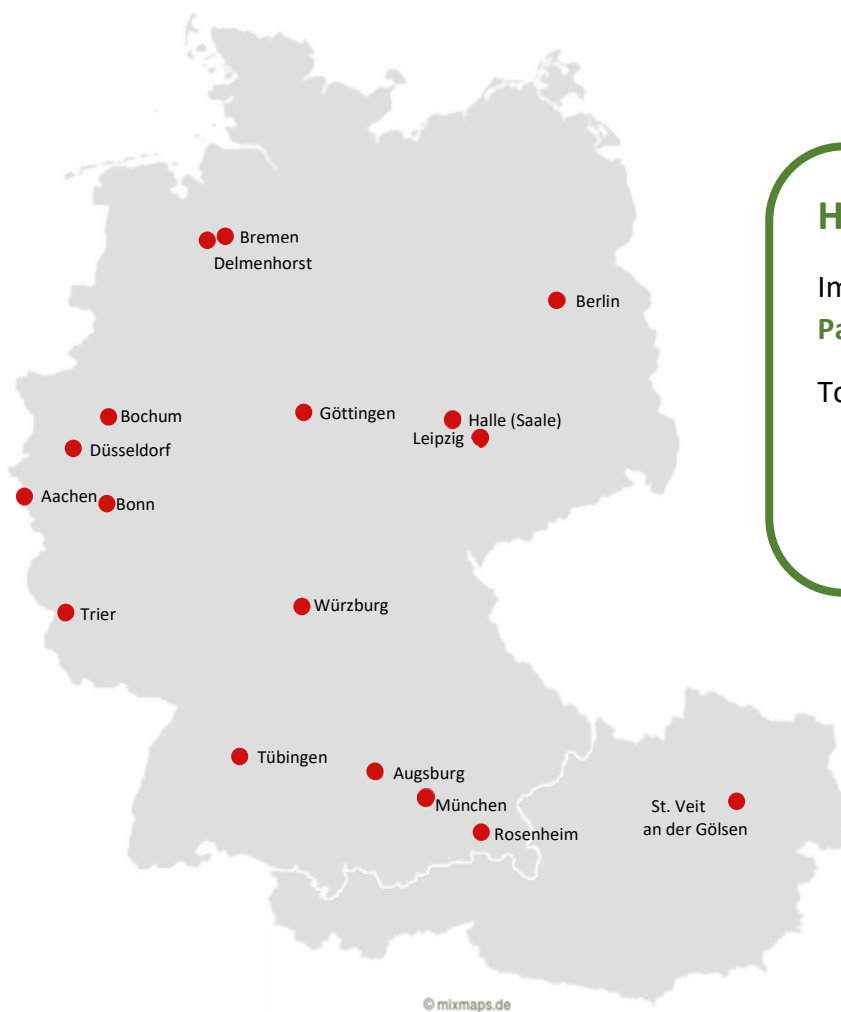 Bremen
Delmenhorst
Berlin
Bochum
Göttingen
Halle (Saale)
Leipzig
Düsseldorf
Aachen
Bonn
Trier
Würzburg
Tübingen
Augsburg
München
Rosenheim
St. Veit
an der Gölsen
© mixmaps.de